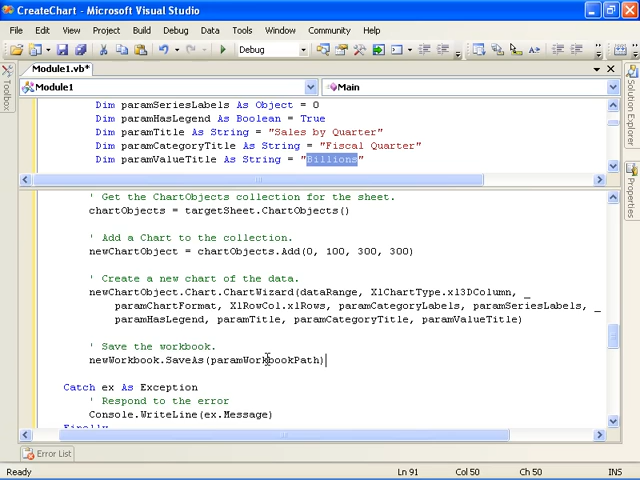 CreateChart - Microsoft Visual Studio
File Edit View Project Build Debug Data Tools Window Community Help
Debug
Module1.vb*
Module1 Main
Dim paramSeriesLabels As Object = 0
Dim paramHasLegend As Boolean = True
Dim paramTitle As String = "Sales by Quarter"
Dim paramCategoryTitle As String = "Fiscal Quarter"
Dim paramValueTitle As String = "Billions"
' Get the ChartObjects collection for the sheet.
chartObjects = targetSheet.ChartObjects()
' Add a Chart to the collection.
newChartObject = chartObjects.Add(0, 100, 300, 300)
' Create a new chart of the data.
newChartObject.Chart.ChartWizard(dataRange, XlChartType.xl3DColumn, _
paramChartFormat, XlRowCol.xlRows, paramCategoryLabels, paramSeriesLabels, _
paramHasLegend, paramTitle, paramCategoryTitle, paramValueTitle)
' Save the workbook.
newWorkbook.SaveAs(paramWorkbookPath)
Catch ex As Exception
' Respond to the error
Console.WriteLine(ex.Message)
Finally
Toolbox
Solution Explorer
Properties
Error List
Ready Ln 91 Col 50 Ch 50 INS